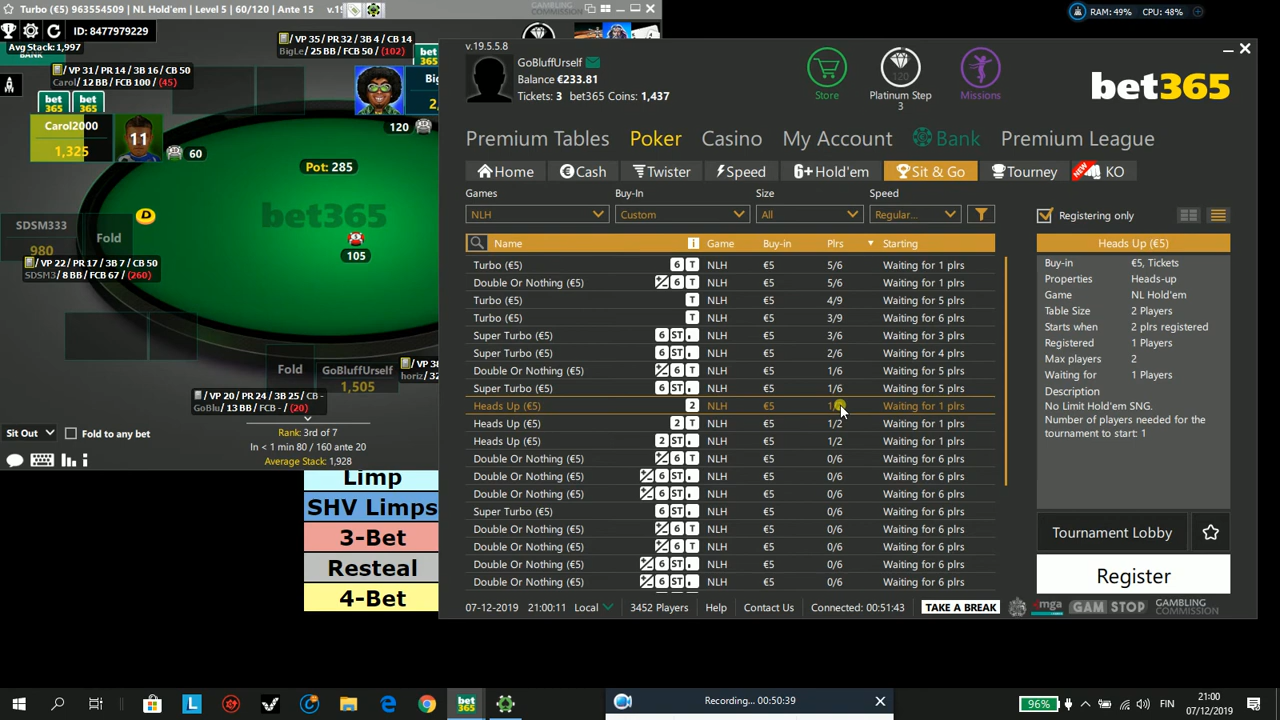 Turbo (€5) 963554509 | NL Hold'em | Level 5 | 60/120 | Ante 15 v.19
GAMBLING COMMISSION
RAM: 49% CPU: 48%
ID: 8477979229
Avg Stack: 1,997
BANK
/VP 35 / PR 32 / 3B 4 / CB 14
BigLe / 25 BB / FCB 50 / (102)
/VP 31 / PR 14 / 3B 16 / CB 50
Carol / 12 BB / FCB 100 / (45)
bet365
bet365
bet365
Big
2,
Carol2000
1,325
11
60
120
Pot: 285
bet365
D
105
SDSM333
980
Fold
/VP 22 / PR 17 / 3B 7 / CB 50
SDSM3 / 8 BB / FCB 67 / (260)
Fold
GoBluffUrself
1,505
/VP 38
horiz / 32
/VP 20 / PR 24 / 3B 25 / CB -
GoBlu / 13 BB / FCB - / (20)
Sit Out
Fold to any bet
Rank: 3rd of 7
In < 1 min 80 / 160 ante 20
Average Stack: 1,928
Limp
SHV Limps
3-Bet
Resteal
4-Bet
v.19.5.5.8
GoBluffUrself
Balance €233.81
Tickets: 3 bet365 Coins: 1,437
Store
120
Platinum Step
3
Missions
bet365
Premium Tables Poker Casino My Account Bank Premium League
Home Cash Twister Speed 6+Hold'em Sit & Go Tourney NEW KO
Games Buy-In Size Speed
NLH Custom All Regular...
Registering only
Name i Game Buy-in Plrs Starting
Turbo (€5) 6 T NLH €5 5/6 Waiting for 1 plrs
Double Or Nothing (€5) 6 T NLH €5 5/6 Waiting for 1 plrs
Turbo (€5) T NLH €5 4/9 Waiting for 5 plrs
Turbo (€5) T NLH €5 3/9 Waiting for 6 plrs
Super Turbo (€5) 6 ST NLH €5 3/6 Waiting for 3 plrs
Super Turbo (€5) 6 ST NLH €5 2/6 Waiting for 4 plrs
Double Or Nothing (€5) 6 T NLH €5 1/6 Waiting for 5 plrs
Super Turbo (€5) 6 ST NLH €5 1/6 Waiting for 5 plrs
Heads Up (€5) 2 NLH €5 1/ Waiting for 1 plrs
Heads Up (€5) 2 T NLH €5 1/2 Waiting for 1 plrs
Heads Up (€5) 2 ST NLH €5 1/2 Waiting for 1 plrs
Double Or Nothing (€5) 6 T NLH €5 0/6 Waiting for 6 plrs
Double Or Nothing (€5) 6 ST NLH €5 0/6 Waiting for 6 plrs
Double Or Nothing (€5) 6 ST NLH €5 0/6 Waiting for 6 plrs
Super Turbo (€5) 6 ST NLH €5 0/6 Waiting for 6 plrs
Double Or Nothing (€5) 6 T NLH €5 0/6 Waiting for 6 plrs
Double Or Nothing (€5) 6 T NLH €5 0/6 Waiting for 6 plrs
Double Or Nothing (€5) 6 ST NLH €5 0/6 Waiting for 6 plrs
Double Or Nothing (€5) 6 ST NLH €5 0/6 Waiting for 6 plrs
Heads Up (€5)
Buy-in €5, Tickets
Properties Heads-up
Game NL Hold'em
Table Size 2 Players
Starts when 2 plrs registered
Registered 1 Players
Max players 2
Waiting for 1 Players
Description
No Limit Hold'em SNG.
Number of players needed for the
tournament to start: 1
Tournament Lobby
Register
07-12-2019 21:00:11 Local 3452 Players Help Contact Us Connected: 00:51:43 TAKE A BREAK mga GAM STOP GAMBLING COMMISSION
L
bet365
Recording... 00:50:39
96%
FIN
21:00
07/12/2019